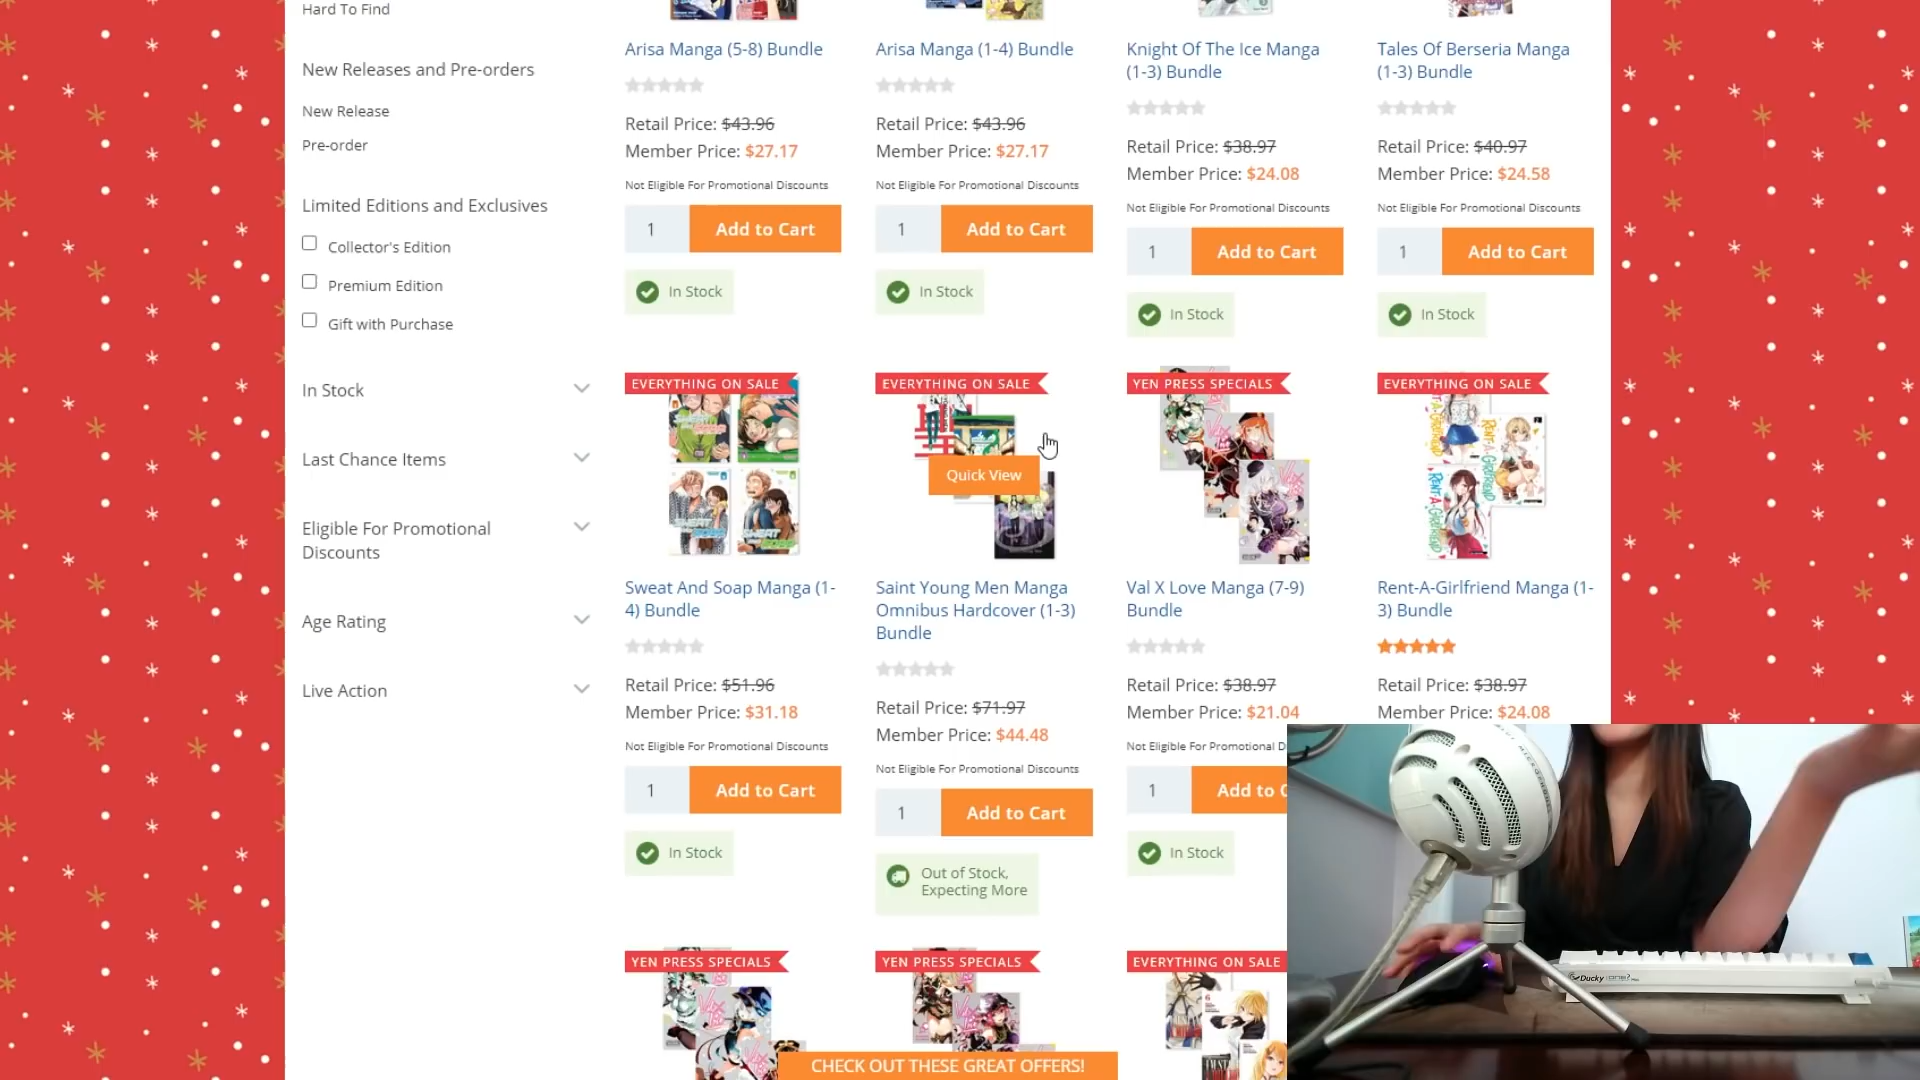 Hard To Find
New Releases and Pre-orders
New Release
Pre-order
Limited Editions and Exclusives
Collector's Edition
Premium Edition
Gift with Purchase
In Stock
Last Chance Items
Eligible For Promotional
Discounts
Age Rating
Live Action
Arisa Manga (5-8) Bundle
Retail Price: $43.96
Member Price: $27.17
Not Eligible For Promotional Discounts
1 Add to Cart
In Stock
Arisa Manga (1-4) Bundle
Retail Price: $43.96
Member Price: $27.17
Not Eligible For Promotional Discounts
1 Add to Cart
In Stock
Knight Of The Ice Manga
(1-3) Bundle
Retail Price: $38.97
Member Price: $24.08
Not Eligible For Promotional Discounts
1 Add to Cart
In Stock
Tales Of Berseria Manga
(1-3) Bundle
Retail Price: $40.97
Member Price: $24.58
Not Eligible For Promotional Discounts
1 Add to Cart
In Stock
EVERYTHING ON SALE
Sweat And Soap Manga (1-
4) Bundle
Retail Price: $51.96
Member Price: $31.18
Not Eligible For Promotional Discounts
1 Add to Cart
In Stock
EVERYTHING ON SALE
Quick View
Saint Young Men Manga
Omnibus Hardcover (1-3)
Bundle
Retail Price: $71.97
Member Price: $44.48
Not Eligible For Promotional Discounts
1 Add to Cart
Out of Stock,
Expecting More
YEN PRESS SPECIALS
Val X Love Manga (7-9)
Bundle
Retail Price: $38.97
Member Price: $21.04
Not Eligible For Promotional D
1 Add to C
In Stock
EVERYTHING ON SALE
RENT-A-GIRLFRIEND
RENT-A-GIRLFRIEND
Rent-A-Girlfriend Manga (1-
3) Bundle
Retail Price: $38.97
Member Price: $24.08
YEN PRESS SPECIALS
YEN PRESS SPECIALS
EVERYTHING ON SALE
CHECK OUT THESE GREAT OFFERS!
Ducky